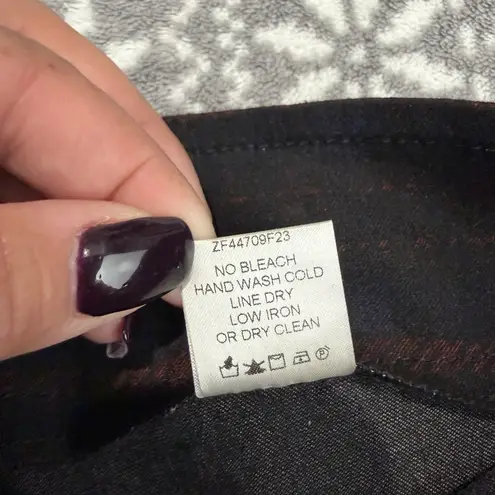 ZF44709F23
NO BLEACH
HAND WASH COLD
LINE DRY
LOW IRON
OR DRY CLEAN